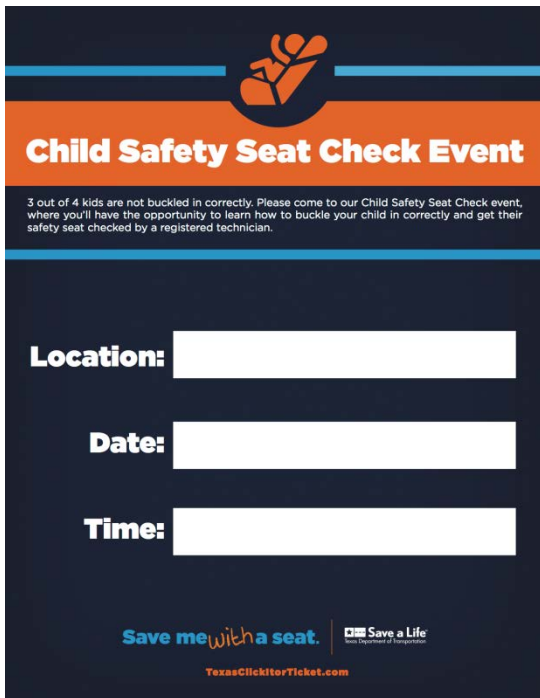 Child Safety Seat Check Event
3 out of 4 kids are not buckled in correctly. Please come to our Child Safety Seat Check event,
where you'll have the opportunity to learn how to buckle your child in correctly and get their
safety seat checked by a registered technician.
Location:
Date:
Time:
Save me with a seat.
Save a Life
Texas Department of Transportation
TexasClickItorTicket.com